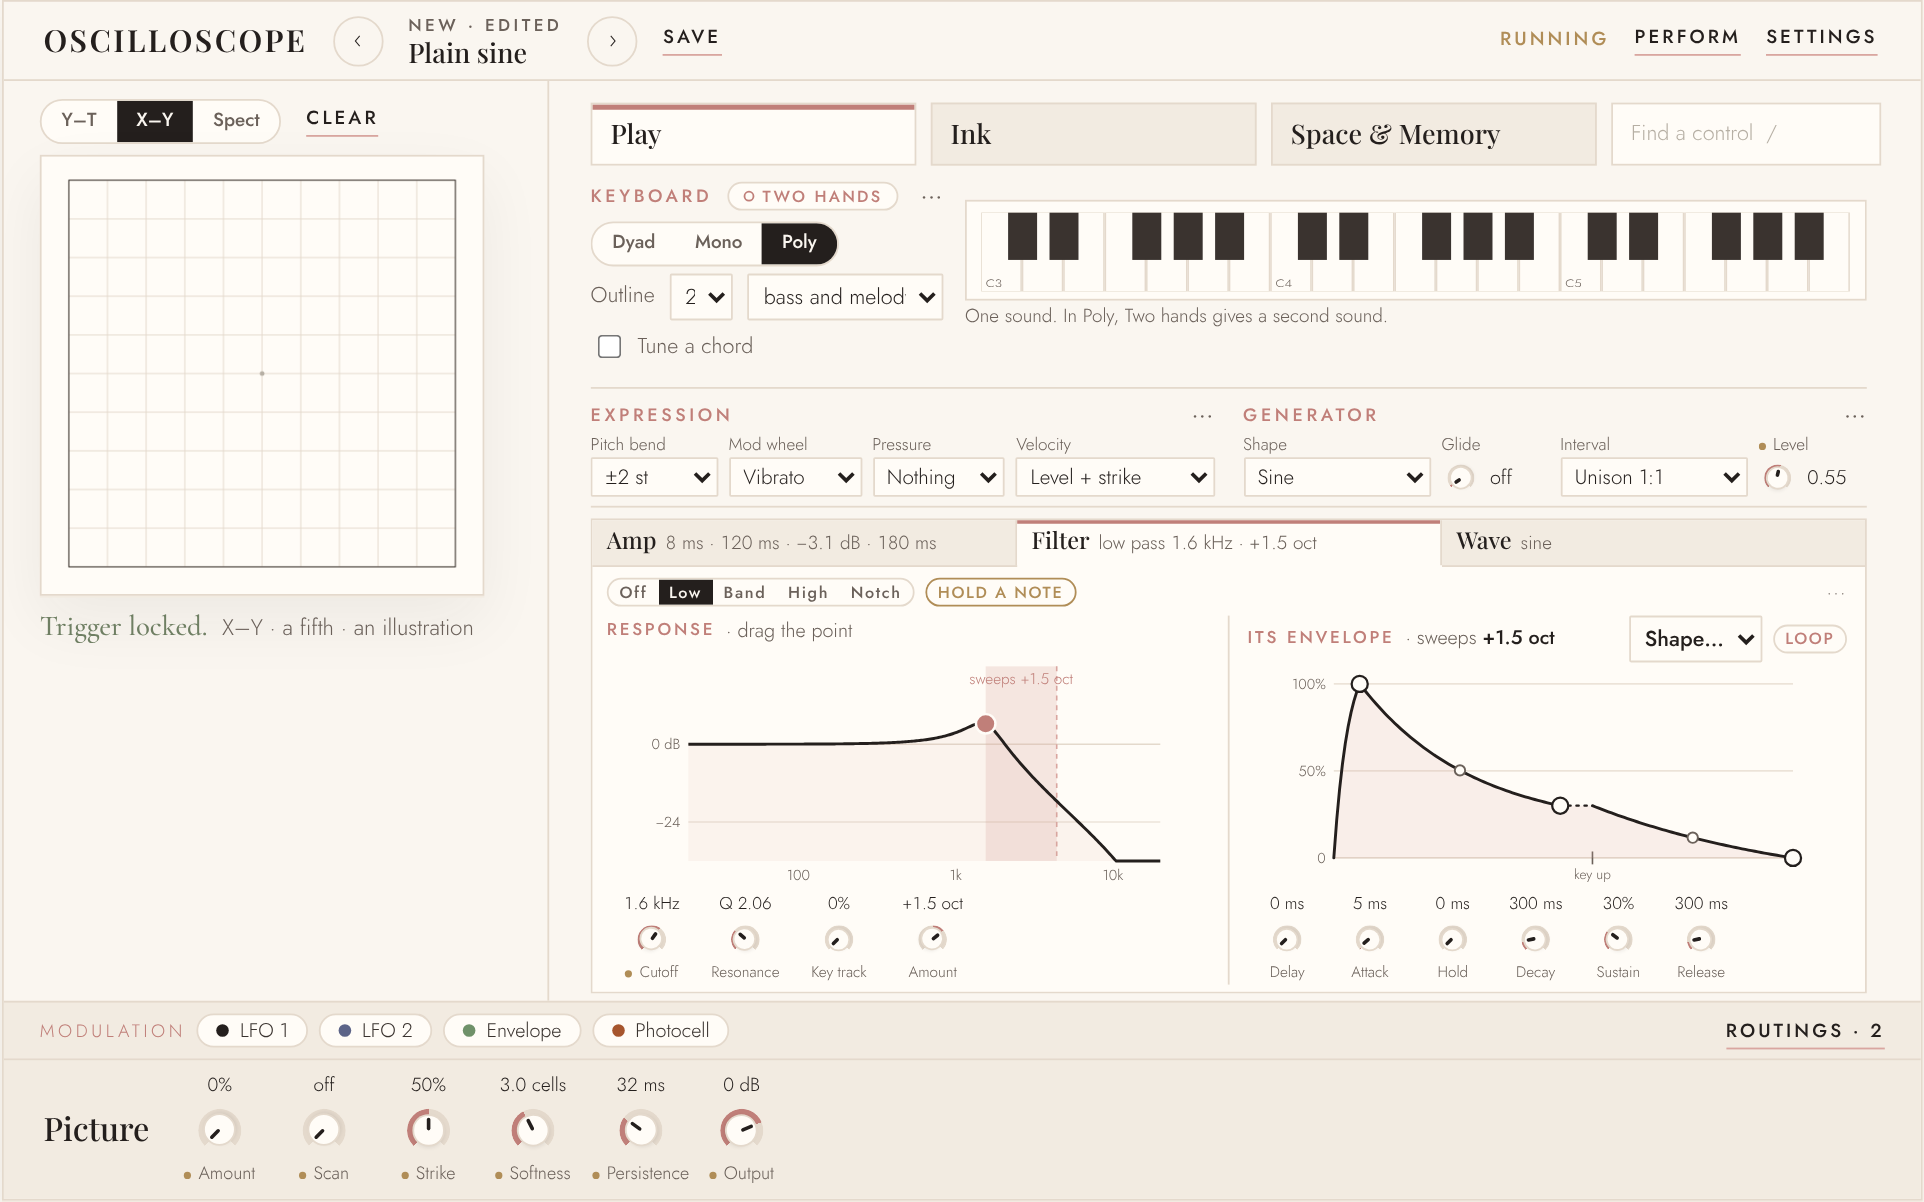 OSCILLOSCOPE
‹
NEW · EDITED
Plain sine
›
SAVE
RUNNING
PERFORM
SETTINGS
Y–T X–Y Spect
CLEAR
Trigger locked. X–Y · a fifth · an illustration
Play
Ink
Space & Memory
Find a control /
KEYBOARD
TWO HANDS
...
Dyad Mono Poly
Outline 2 bass and melod
Tune a chord
C3 C4 C5
One sound. In Poly, Two hands gives a second sound.
EXPRESSION ...
Pitch bend Mod wheel Pressure Velocity
±2 st Vibrato Nothing Level + strike
GENERATOR ...
Shape Glide Interval Level
Sine off Unison 1:1 0.55
Amp 8 ms · 120 ms · −3.1 dB · 180 ms
Filter low pass 1.6 kHz · +1.5 oct
Wave sine
Off Low Band High Notch
HOLD A NOTE
...
RESPONSE · drag the point
sweeps +1.5 oct
0 dB
−24
100 1k 10k
1.6 kHz Q 2.06 0% +1.5 oct
Cutoff Resonance Key track Amount
ITS ENVELOPE · sweeps +1.5 oct
Shape...
LOOP
100%
50%
0
key up
0 ms 5 ms 0 ms 300 ms 30% 300 ms
Delay Attack Hold Decay Sustain Release
MODULATION LFO 1 LFO 2 Envelope Photocell
ROUTINGS · 2
Picture
0% off 50% 3.0 cells 32 ms 0 dB
Amount Scan Strike Softness Persistence Output